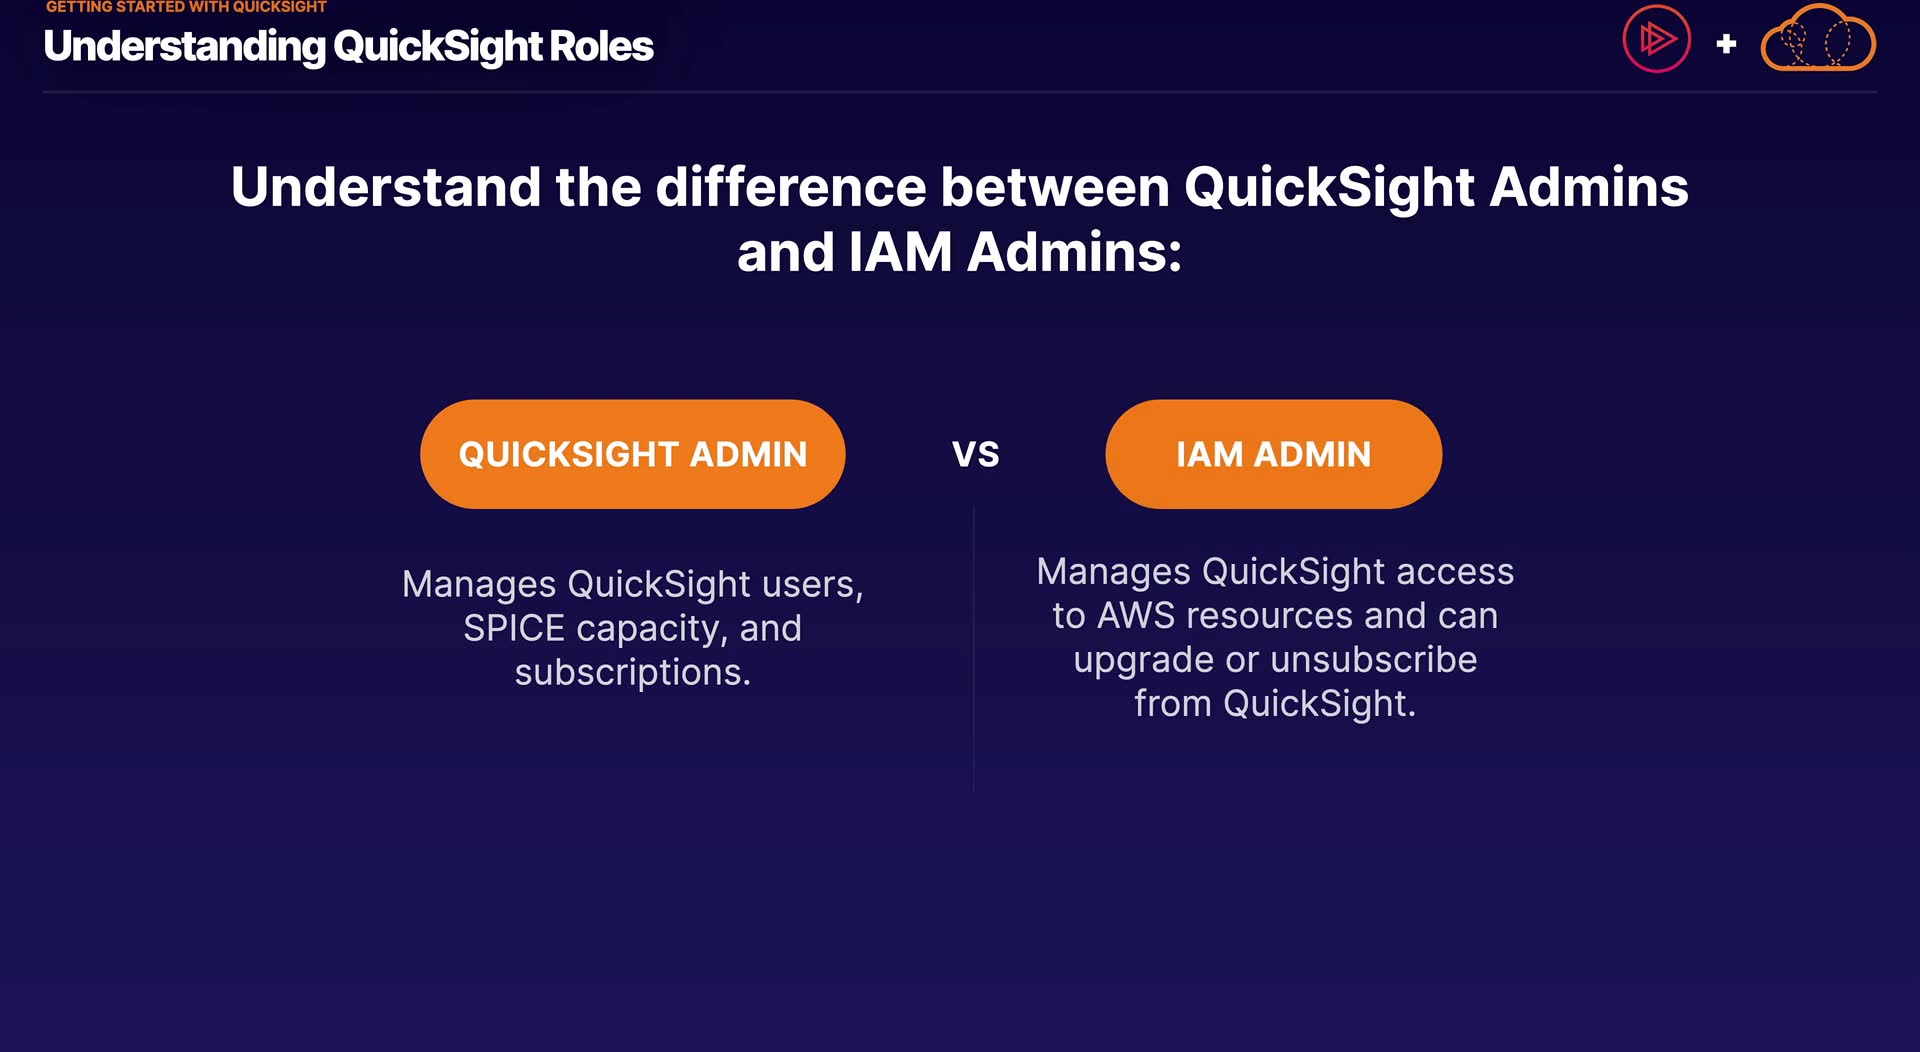 GETTING STARTED WITH QUICKSIGHT
Understanding QuickSight Roles
+
Understand the difference between QuickSight Admins
and IAM Admins:
QUICKSIGHT ADMIN
VS
IAM ADMIN
Manages QuickSight users,
SPICE capacity, and
subscriptions.
Manages QuickSight access
to AWS resources and can
upgrade or unsubscribe
from QuickSight.